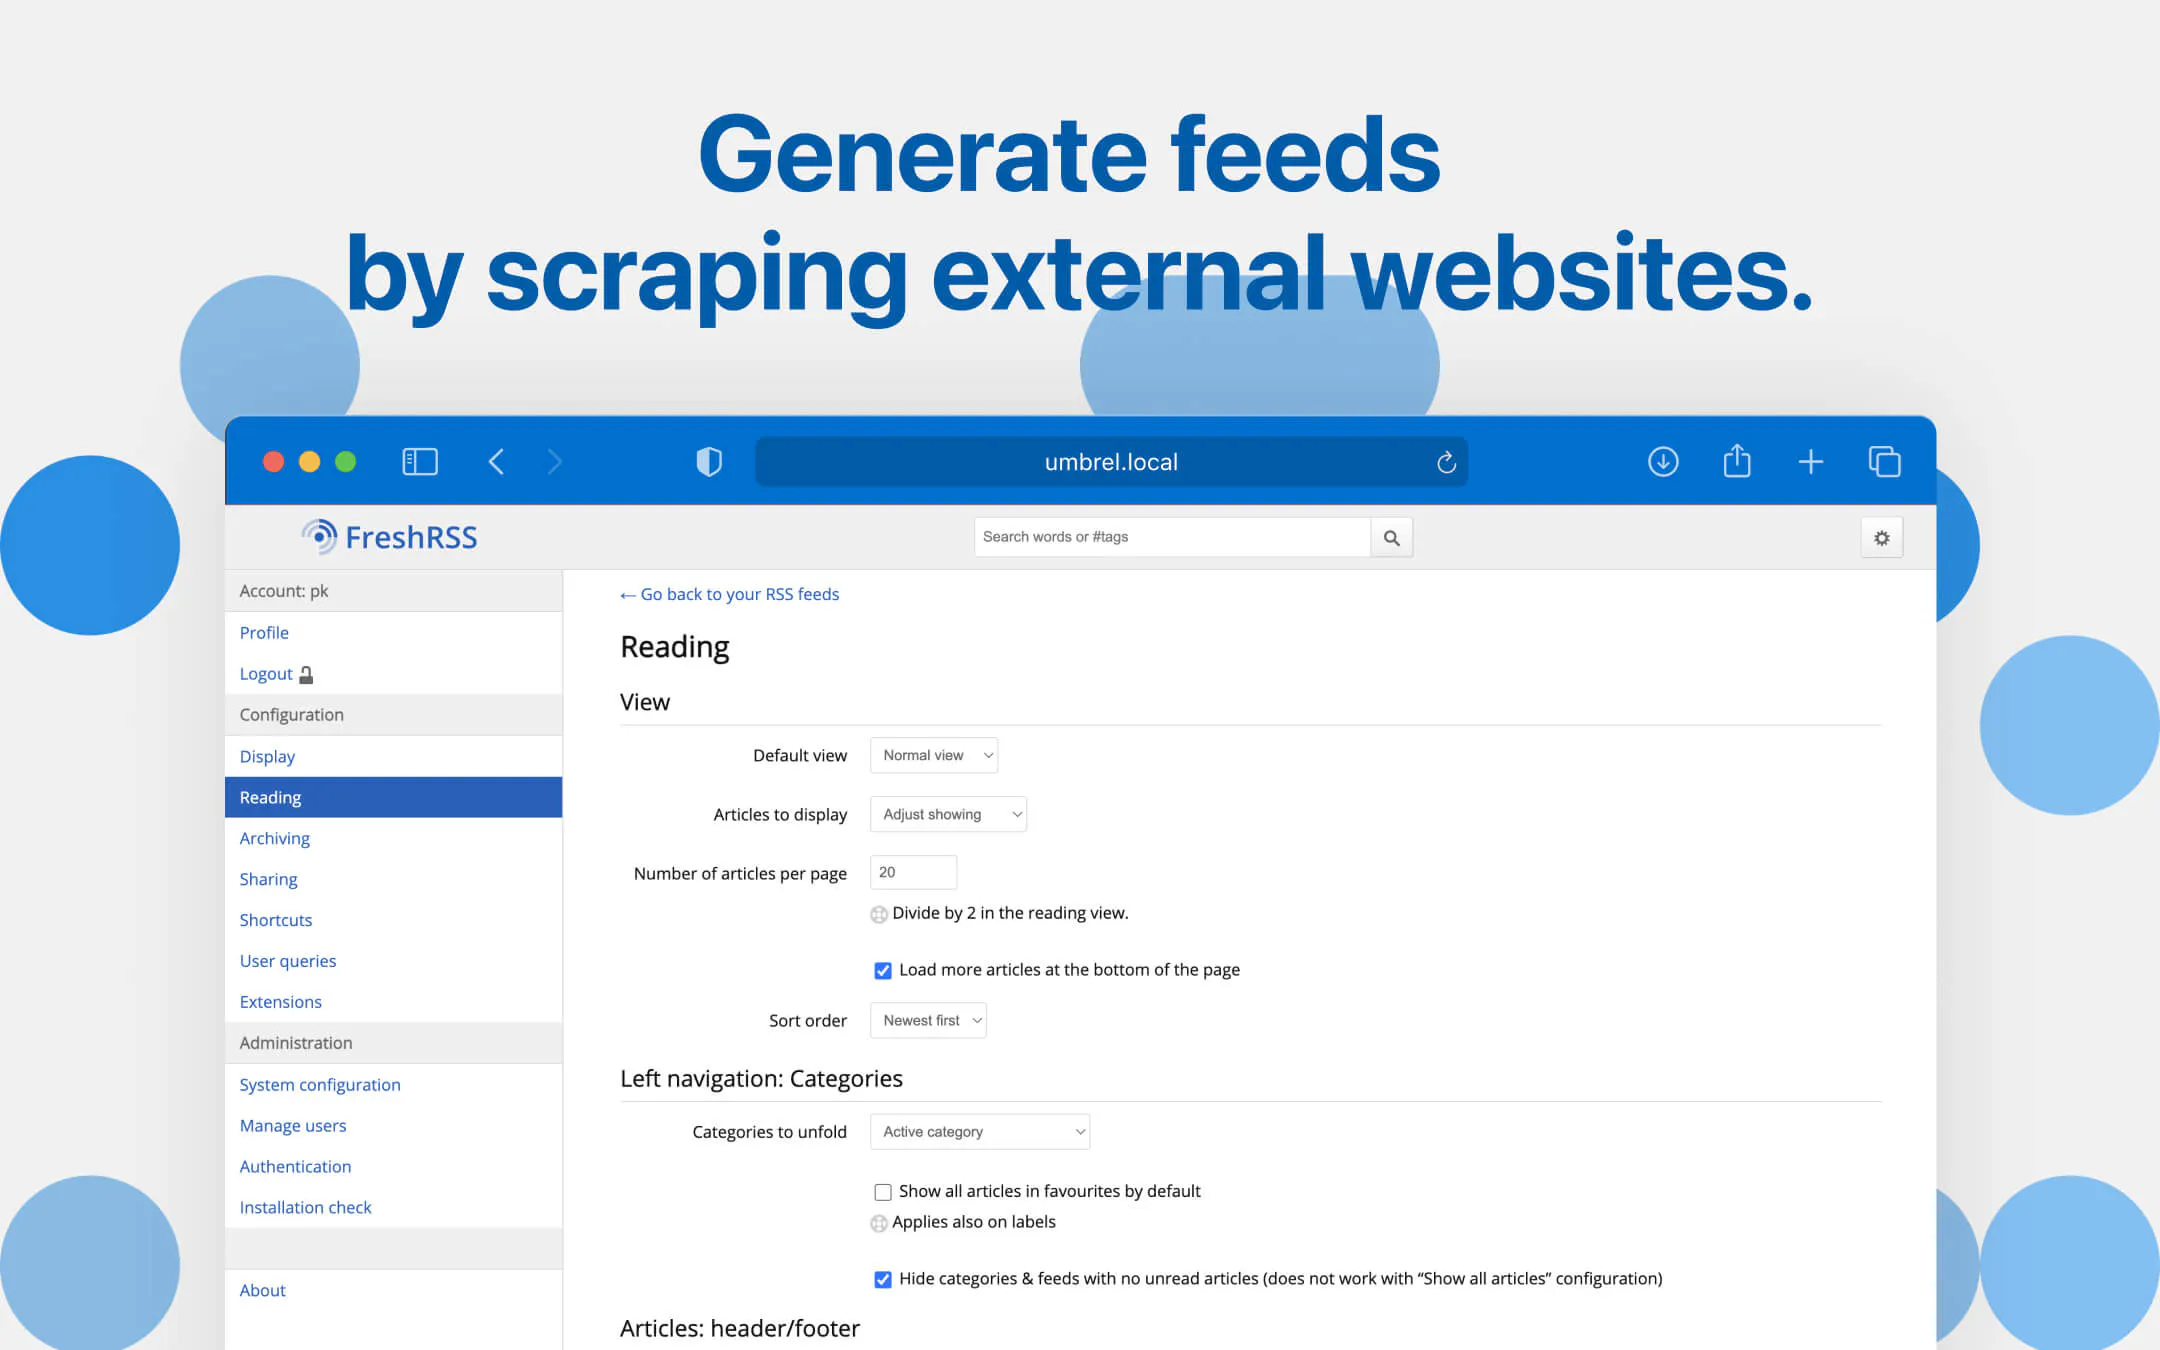 Generate feeds
by scraping external websites.
umbrel.local
FreshRSS
Search words or #tags
Account: pk
Profile
Logout
Configuration
Display
Reading
Archiving
Sharing
Shortcuts
User queries
Extensions
Administration
System configuration
Manage users
Authentication
Installation check
About
← Go back to your RSS feeds
Reading
View
Default view Normal view
Articles to display Adjust showing
Number of articles per page 20
Divide by 2 in the reading view.
Load more articles at the bottom of the page
Sort order Newest first
Left navigation: Categories
Categories to unfold Active category
Show all articles in favourites by default
Applies also on labels
Hide categories & feeds with no unread articles (does not work with “Show all articles” configuration)
Articles: header/footer